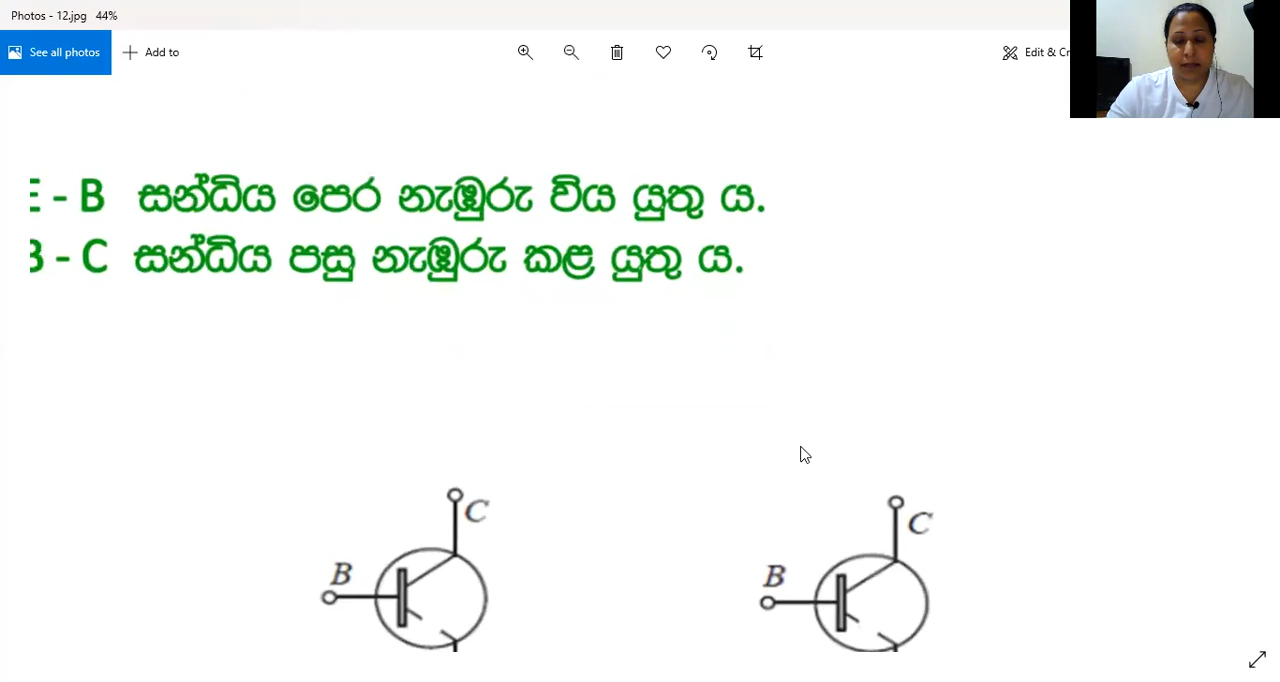 Photos - 12.jpg 44%
See all photos
Add to
Edit & Cr
E - B සන්ධිය පෙර නැඹුරු විය යුතු ය.
B - C සන්ධිය පසු නැඹුරු කළ යුතු ය.
C
C
B
B